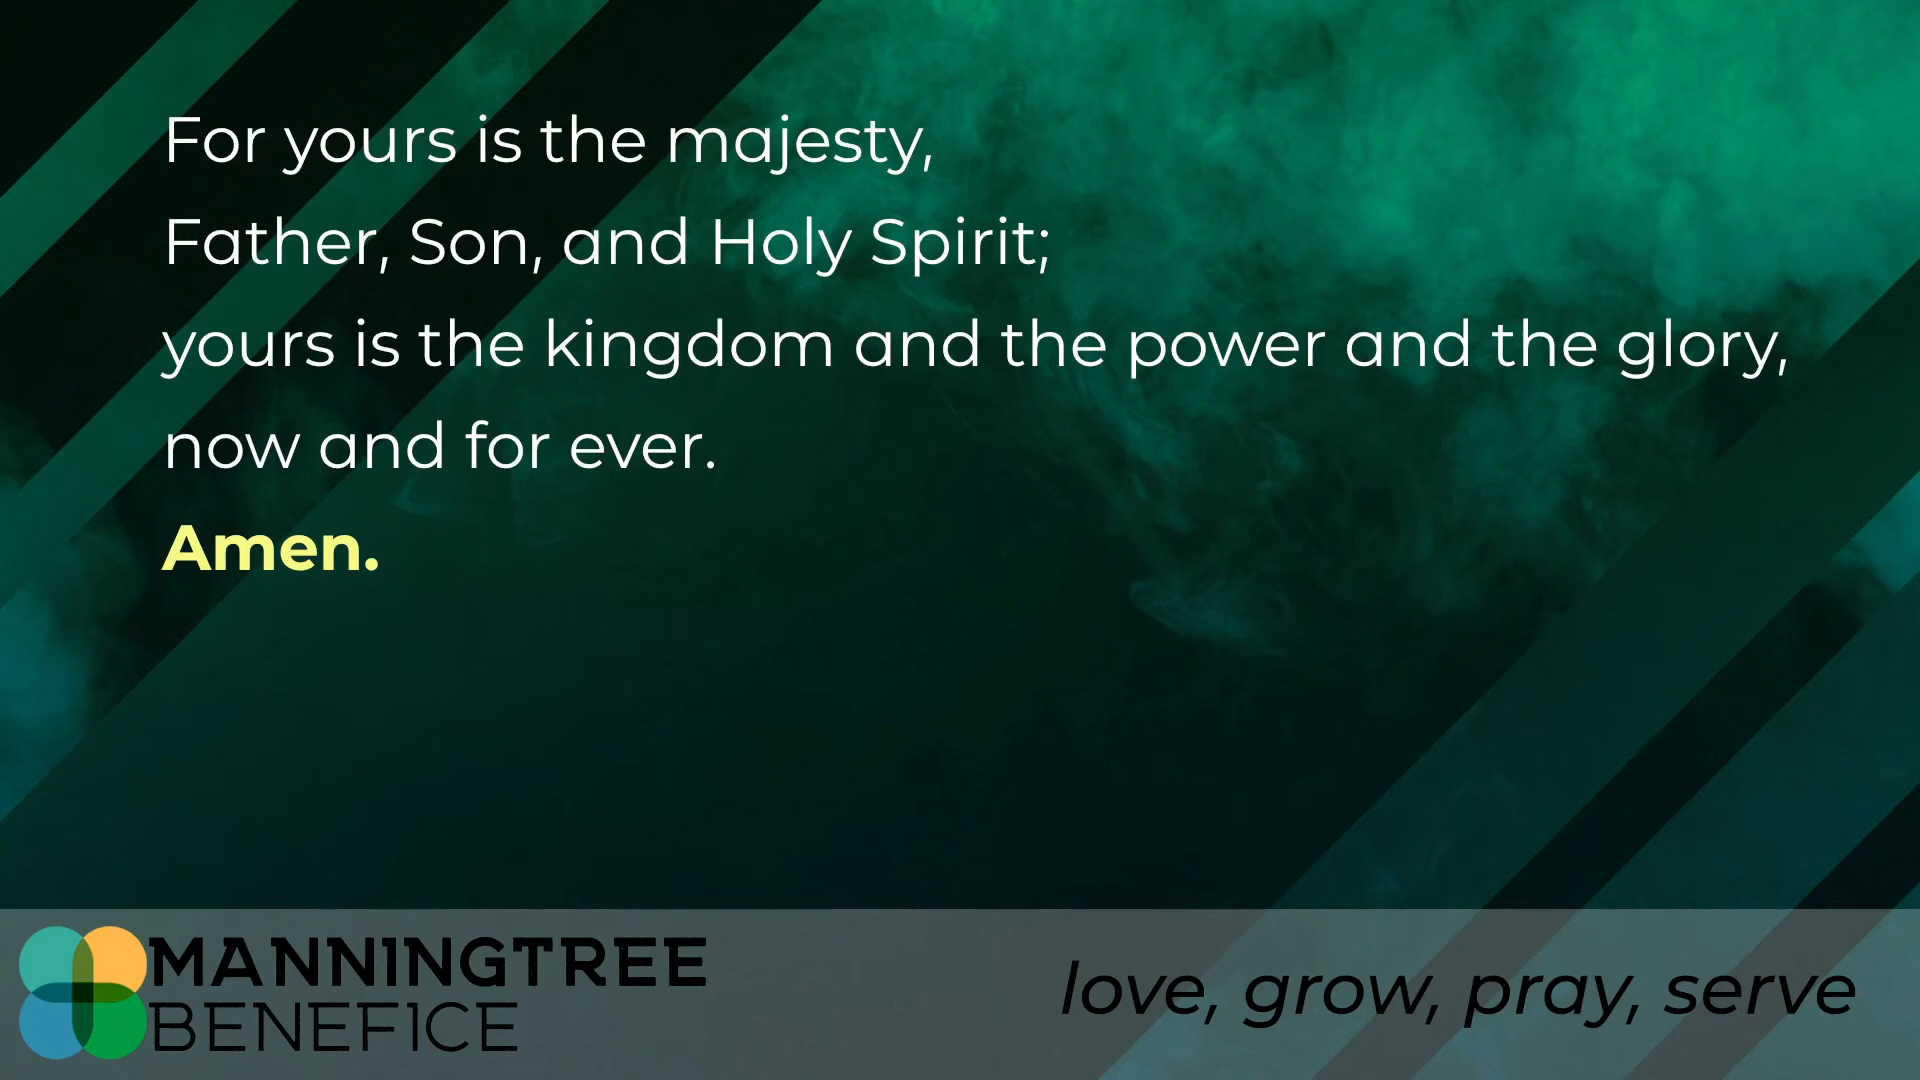 For yours is the majesty,
Father, Son, and Holy Spirit;
yours is the kingdom and the power and the glory,
now and for ever.
Amen.
MANNINGTREE
BENEFICE
love, grow, pray, serve